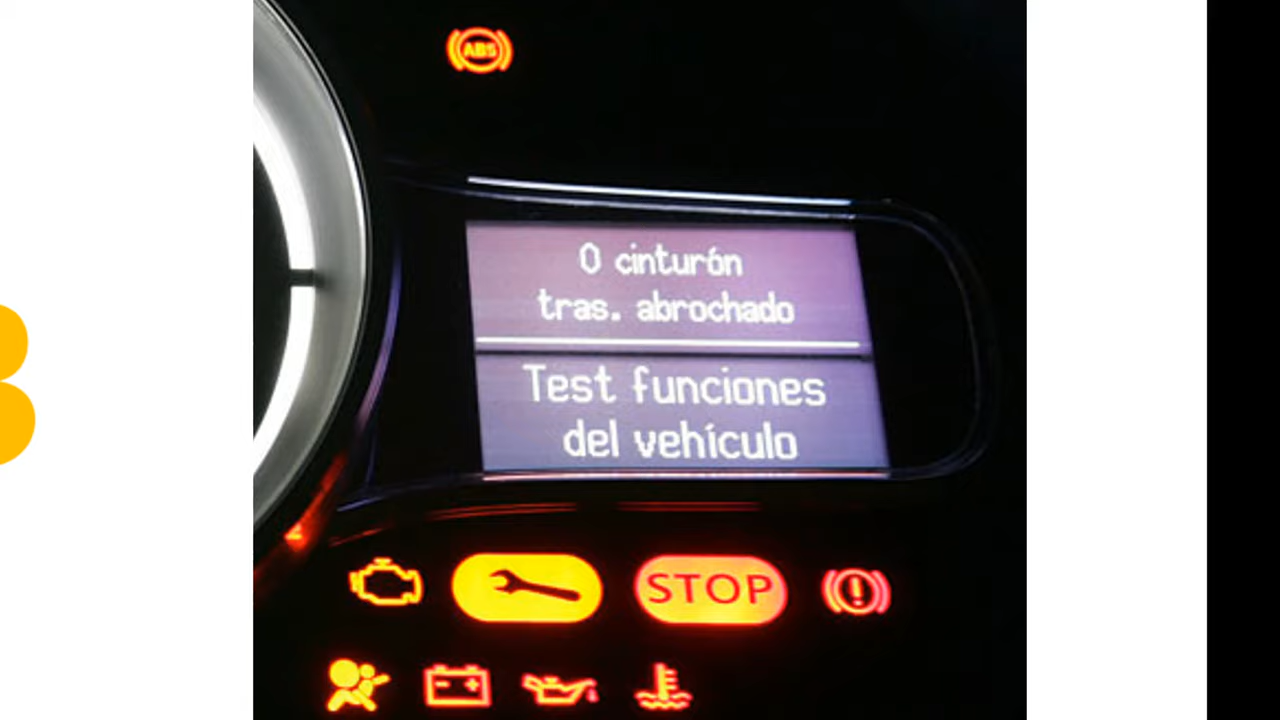 ABS
0 cinturón
tras. abrochado
Test funciones
del vehículo
STOP